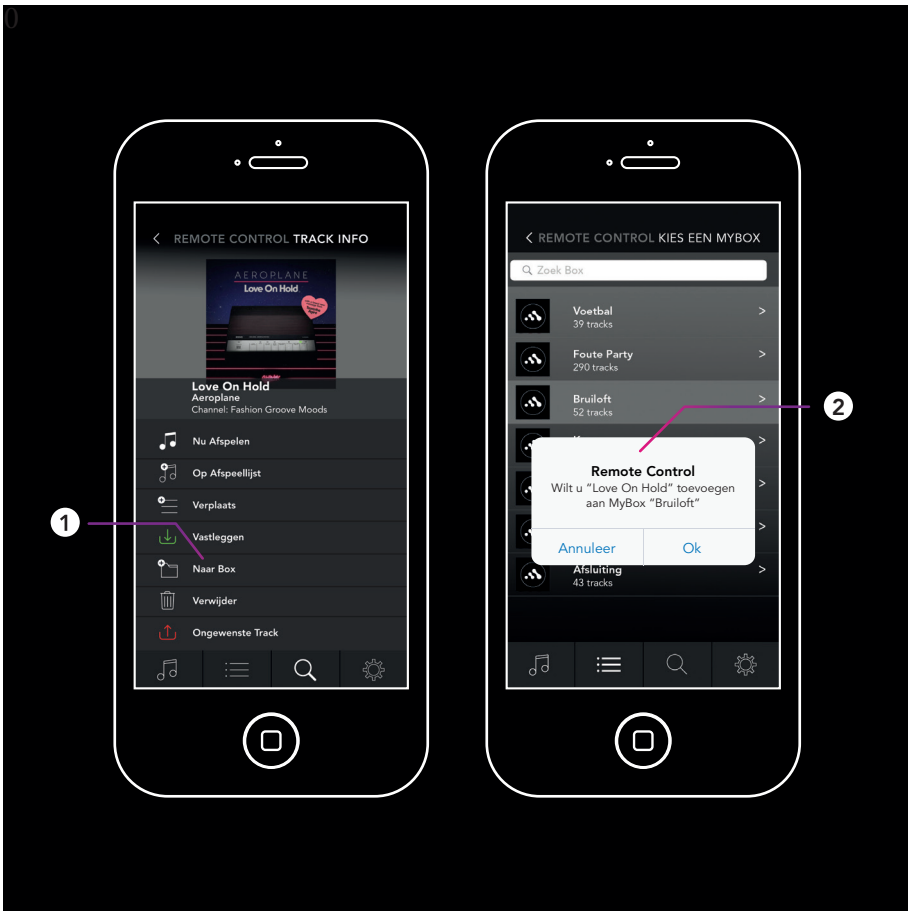 0
REMOTE CONTROL TRACK INFO
AEROPLANE
Love On Hold
Love On Hold
Aeroplane
Channel: Fashion Groove Moods
Nu Afspelen
Op Afspeellijst
Verplaats
1
Vastleggen
Naar Box
Verwijder
Ongewenste Track
REMOTE CONTROL KIES EEN MYBOX
Zoek Box
Voetbal
39 tracks
Foute Party
290 tracks
Bruiloft
52 tracks
2
Remote Control
Wilt u "Love On Hold" toevoegen
aan MyBox "Bruiloft"
Annuleer Ok
Afsluiting
43 tracks